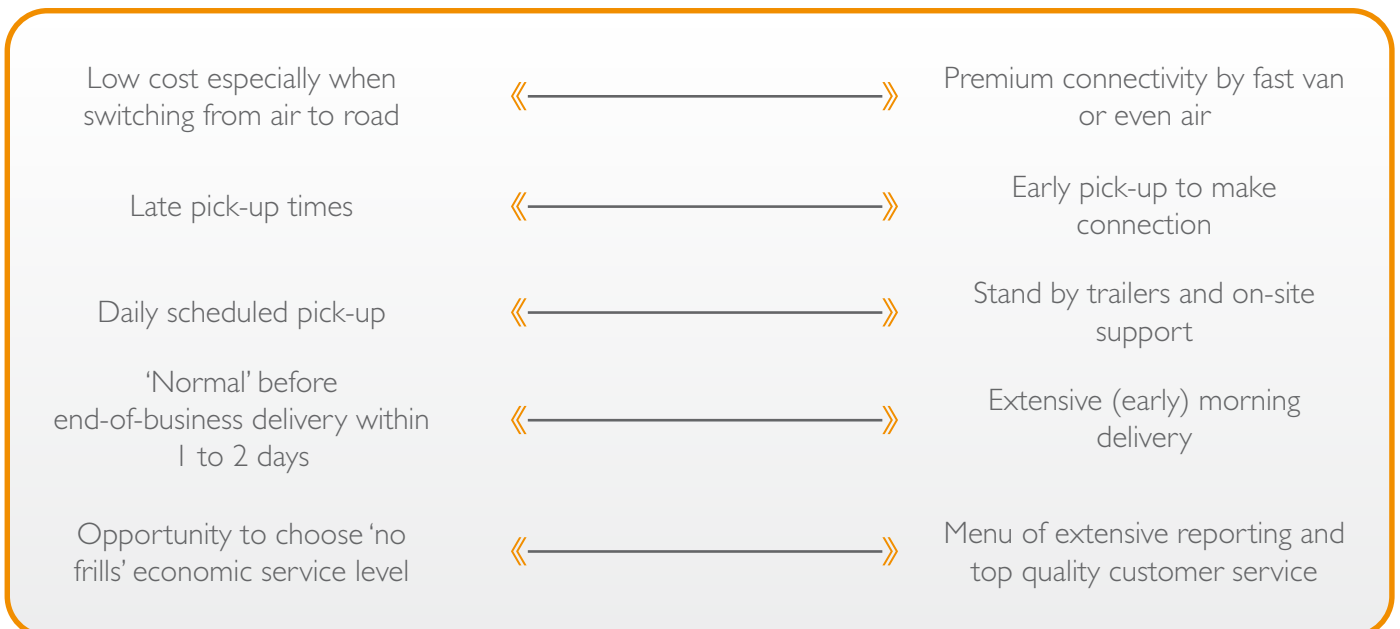 Low cost especially when
switching from air to road
Premium connectivity by fast van
or even air
Late pick-up times
Early pick-up to make
connection
Daily scheduled pick-up
Stand by trailers and on-site
support
‘Normal’ before
end-of-business delivery within
1 to 2 days
Extensive (early) morning
delivery
Opportunity to choose ‘no
frills’ economic service level
Menu of extensive reporting and
top quality customer service